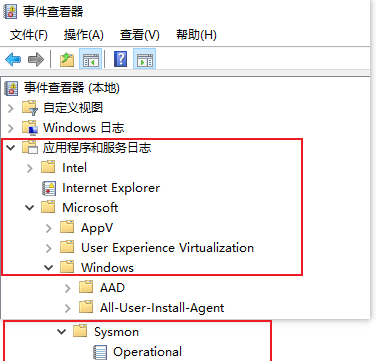 事件查看器
文件(F) 操作(A) 查看(V) 帮助(H)
事件查看器 (本地)
自定义视图
Windows 日志
应用程序和服务日志
Intel
Internet Explorer
Microsoft
AppV
User Experience Virtualization
Windows
AAD
All-User-Install-Agent
Sysmon
Operational